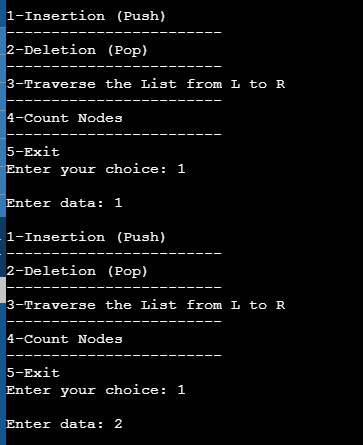 1-Insertion (Push)
------------------------
2-Deletion (Pop)
------------------------
3-Traverse the List from L to R
------------------------
4-Count Nodes
------------------------
5-Exit
Enter your choice: 1
Enter data: 1
1-Insertion (Push)
------------------------
2-Deletion (Pop)
------------------------
3-Traverse the List from L to R
------------------------
4-Count Nodes
------------------------
5-Exit
Enter your choice: 1
Enter data: 2